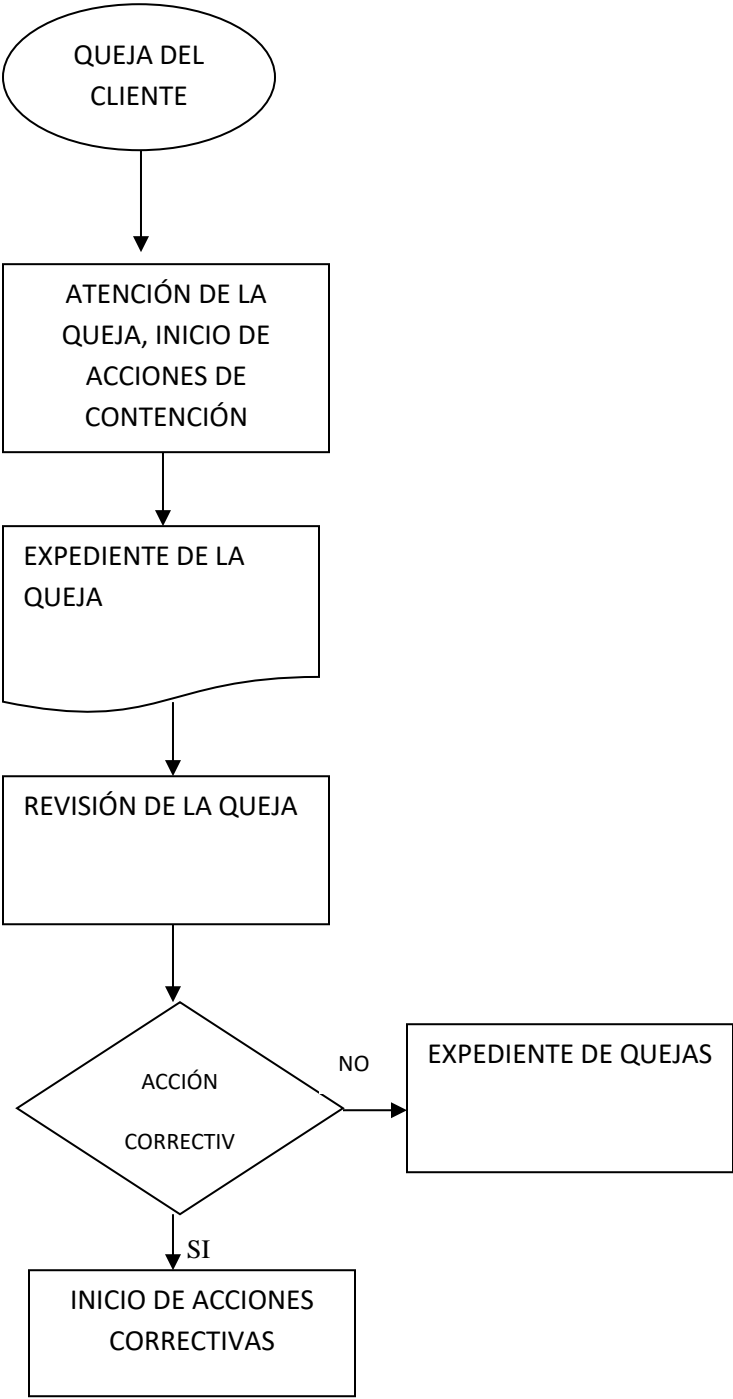 QUEJA DEL
CLIENTE
ATENCIÓN DE LA
QUEJA, INICIO DE
ACCIONES DE
CONTENCIÓN
EXPEDIENTE DE LA
QUEJA
REVISIÓN DE LA QUEJA
ACCIÓN
CORRECTIV
NO
EXPEDIENTE DE QUEJAS
SI
INICIO DE ACCIONES
CORRECTIVAS